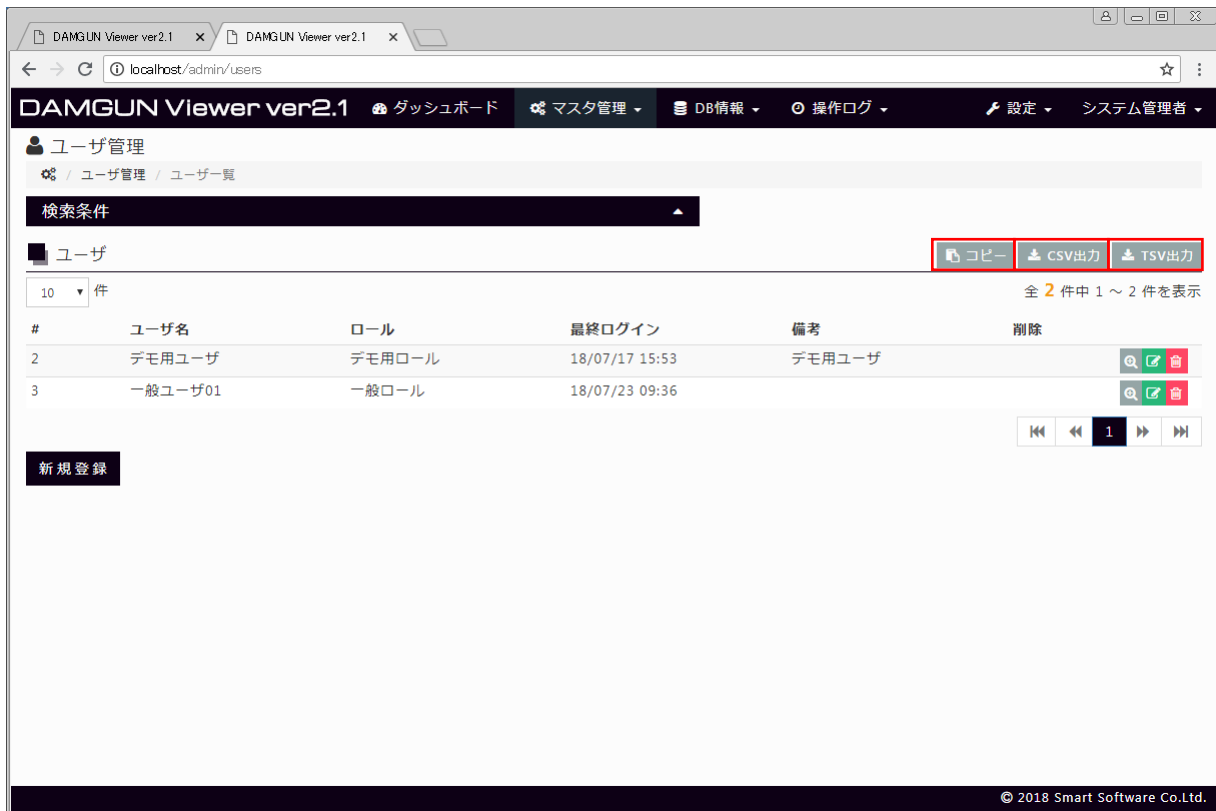 DAMGUN Viewer ver2.1 DAMGUN Viewer ver2.1
localhost/admin/users
DAMGUN Viewer ver2.1 ダッシュボード マスタ管理 DB情報 操作ログ 設定 システム管理者
ユーザ管理
/ ユーザ管理 / ユーザ一覧
検索条件
ユーザ コピー CSV出力 TSV出力
10 件 全 2 件中 1 ～ 2 件を表示
# ユーザ名 ロール 最終ログイン 備考 削除
2 デモ用ユーザ デモ用ロール 18/07/17 15:53 デモ用ユーザ
3 一般ユーザ01 一般ロール 18/07/23 09:36
1
新規登録
© 2018 Smart Software Co.Ltd.